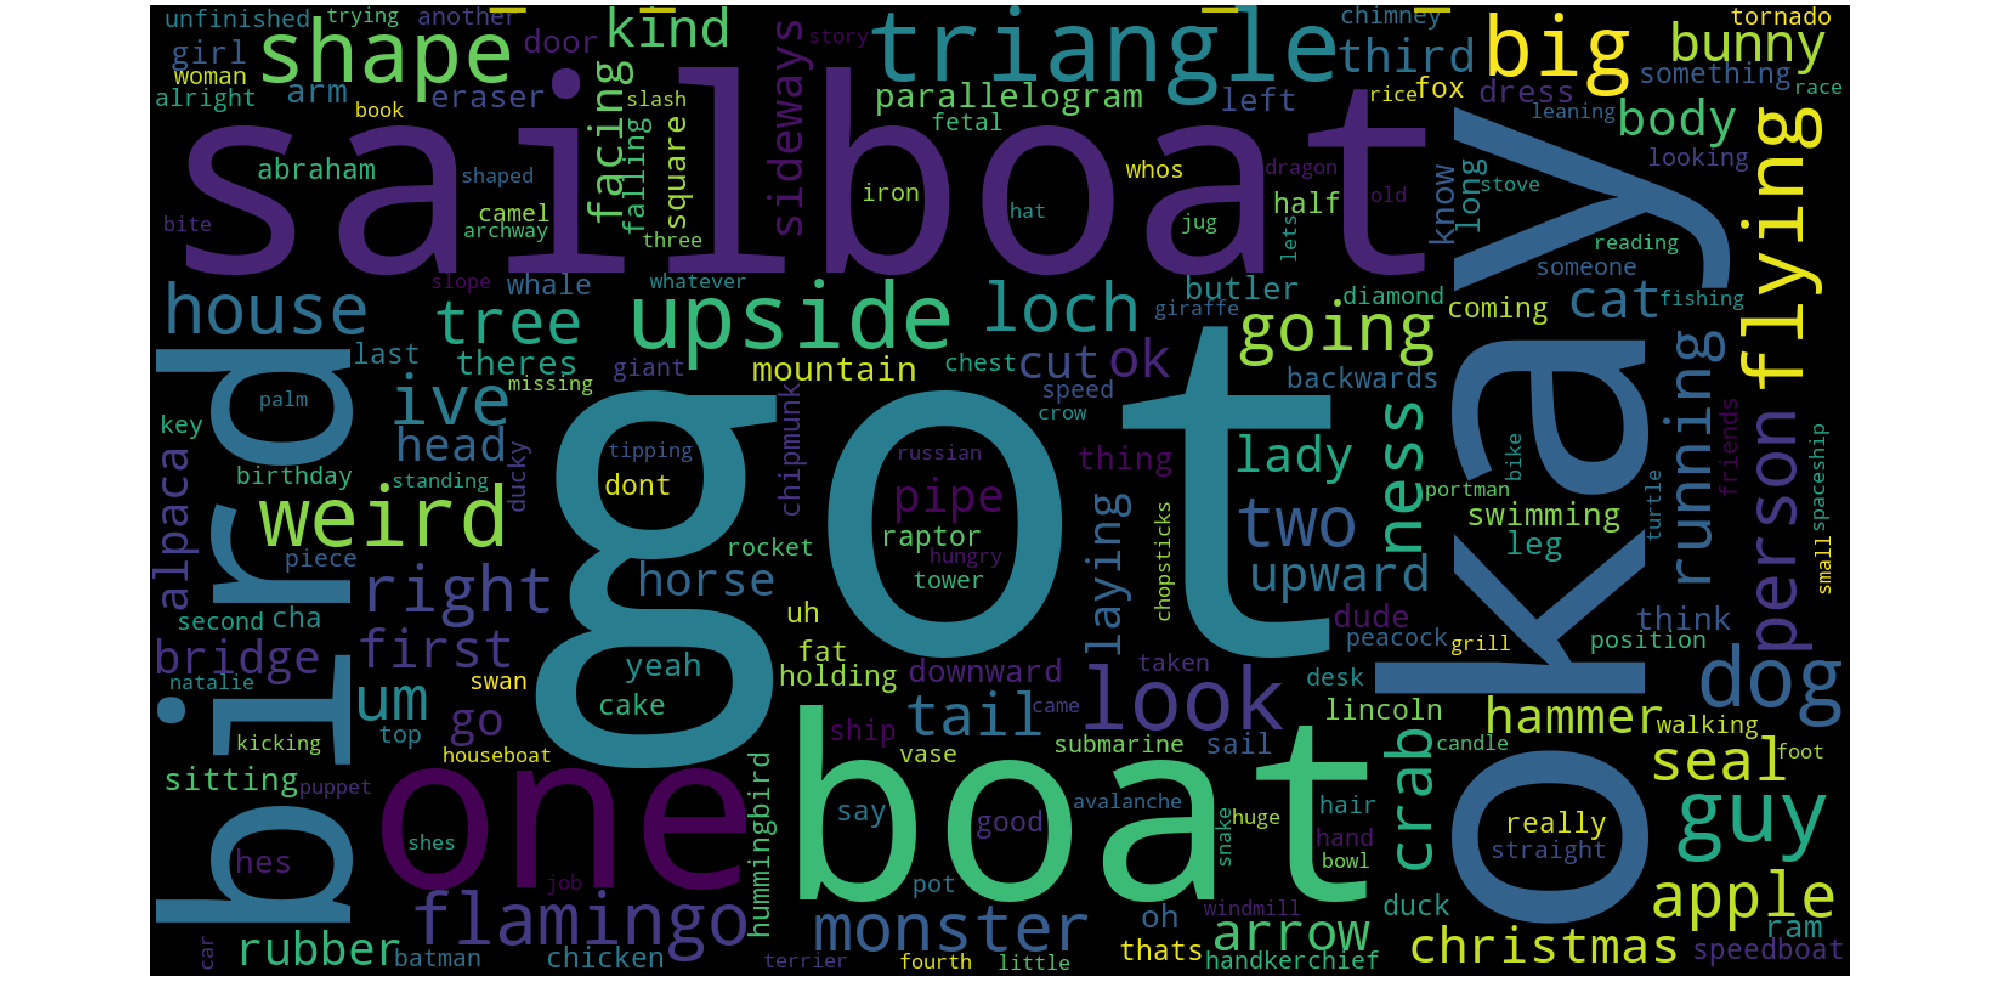 unfinished trying another chimney tornado
shape door kind story triangle third big bunny
girl woman something
alright arm eraser slash parallelogram left rice fox dress race
book fetal leaning body
sailboat
facing falling square sideways
abraham shaped iron whos dragon looking
bite camel archway three hat jug half old lets know long stove flying
reading
slope whale whatever butler someone
house tree upside loch giraffe diamond coming cat fishing
going
last theres giant mountain chest cut ok backwards
ive missing speed
key palm head chipmunk crow okay running
bird got
birthday standing ducky tipping russian thing lady ness bike friends spaceship
alpaca weird dont pipe portman person
raptor two swimming turtle
piece rocket hungry chopsticks leg small
right horse tower laying upward
second cha uh dude think
bridge first fat peacock grill position
natalie yeah holding downward taken desk dog
um swan cake look
go tail came lincoln hammer walking
top ship
kicking houseboat vase submarine sail crab candle seal foot
sitting puppet hummingbird boat avalanche
one say huge hair guy
shes good snake hand really
hes bowl straight
job pot apple
flamingo monster oh windmill duck
car rubber batman chicken terrier fourth little thats arrow christmas ram
handkerchief speedboat